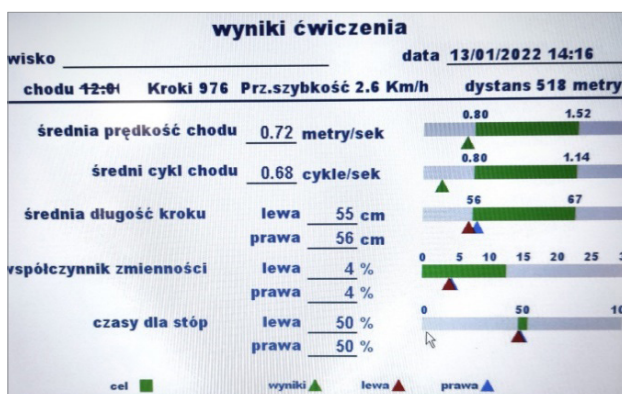 wyniki ćwiczenia
wisko data 13/01/2022 14:16
chodu 12:01 Kroki 976 Prz.szybkość 2.6 Km/h dystans 518 metry
0.80 1.52
średnia prędkość chodu 0.72 metry/sek
0.80 1.14
średni cykl chodu 0.68 cykle/sek
56 67
średnia długość kroku lewa 55 cm
prawa 56 cm
0 5 10 15 20 25
współczynnik zmienności lewa 4 %
prawa 4 %
0 50 10
czasy dla stóp lewa 50 %
prawa 50 %
cel wyniki lewa prawa